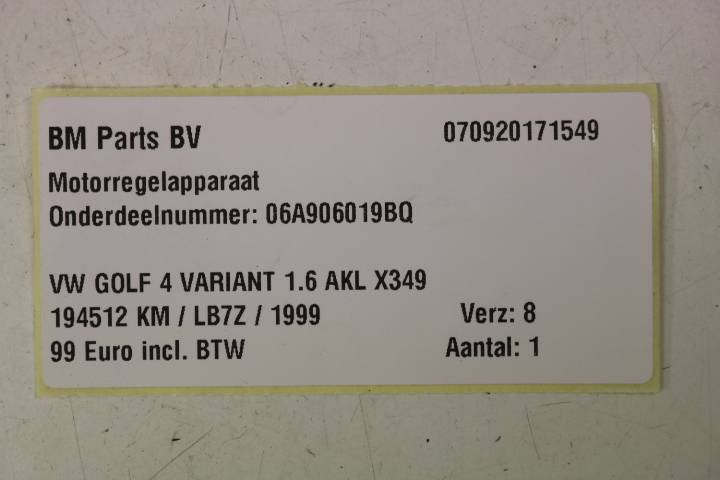 BM Parts BV 070920171549
Motorregelapparaat
Onderdeelnummer: 06A906019BQ
VW GOLF 4 VARIANT 1.6 AKL X349
194512 KM / LB7Z / 1999 Verz: 8
99 Euro incl. BTW Aantal: 1